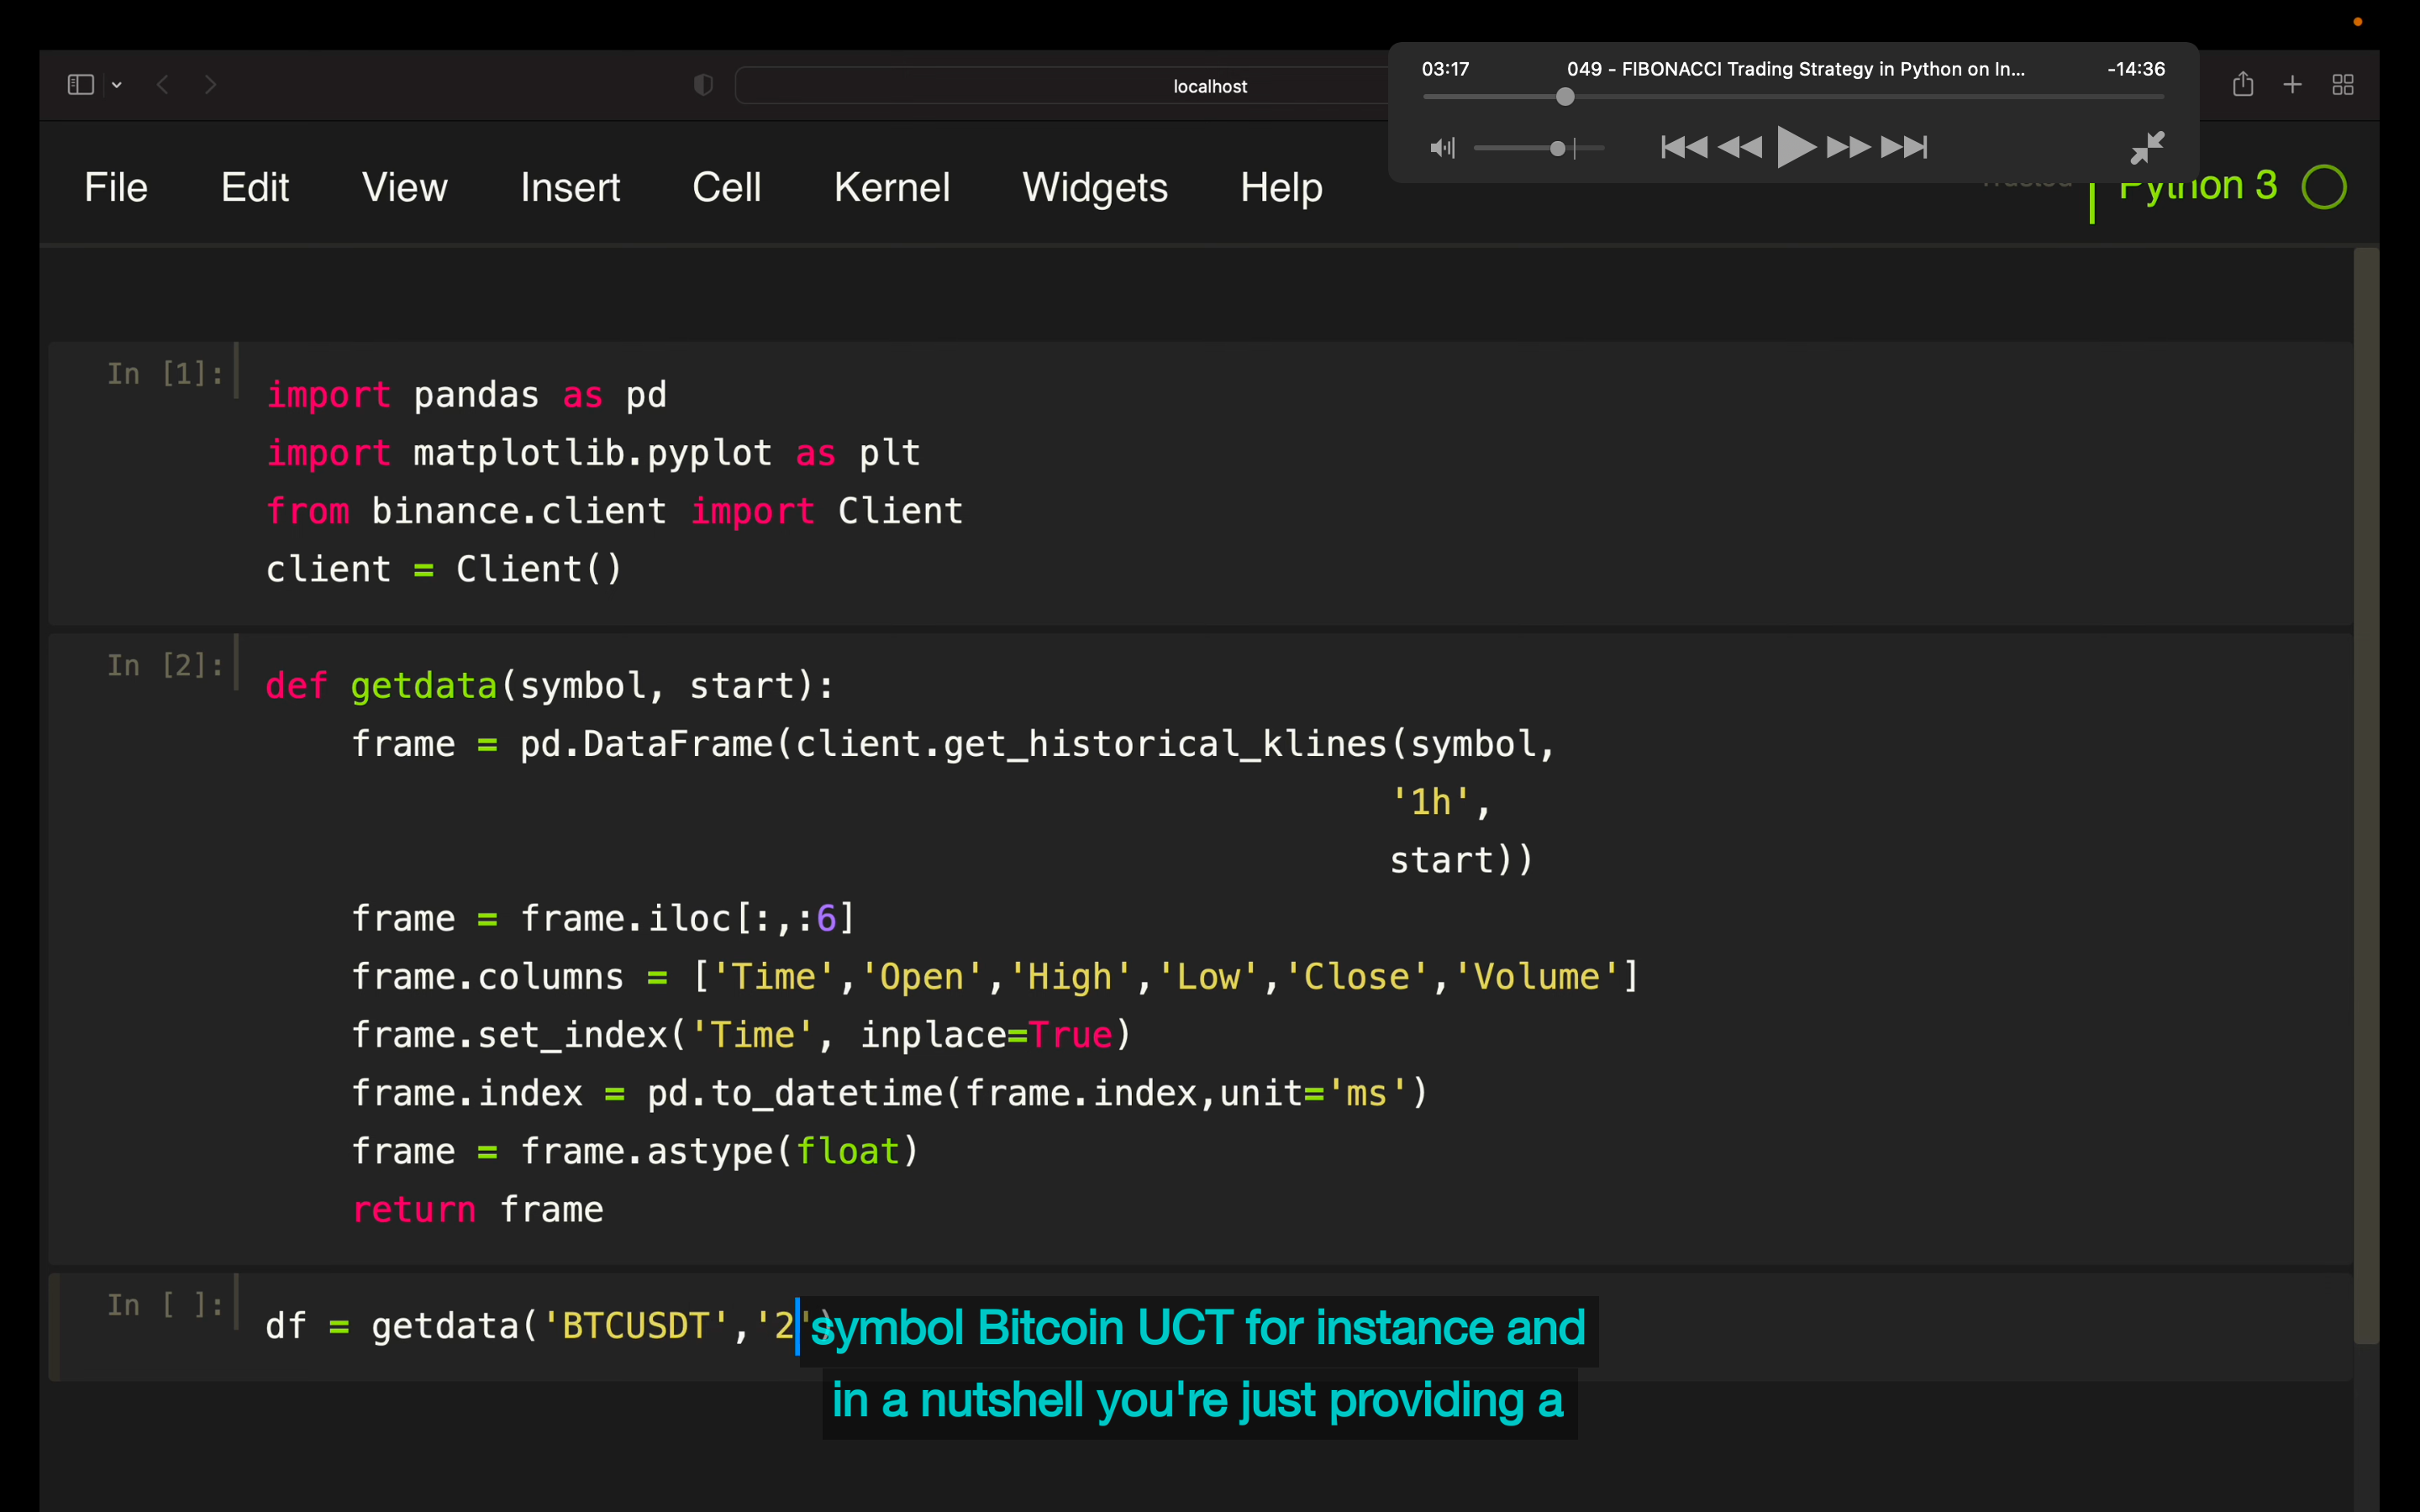 03:17 049 - FIBONACCI Trading Strategy in Python on In... -14:36
localhost
File Edit View Insert Cell Kernel Widgets Help Python 3
In [1]:
import pandas as pd
import matplotlib.pyplot as plt
from binance.client import Client
client = Client()
In [2]:
def getdata(symbol, start):
    frame = pd.DataFrame(client.get_historical_klines(symbol,
                                                      '1h',
                                                      start))
    frame = frame.iloc[:,:6]
    frame.columns = ['Time','Open','High','Low','Close','Volume']
    frame.set_index('Time', inplace=True)
    frame.index = pd.to_datetime(frame.index,unit='ms')
    frame = frame.astype(float)
    return frame
In [ ]:
df = getdata('BTCUSDT','2')
symbol Bitcoin UCT for instance and
in a nutshell you're just providing a